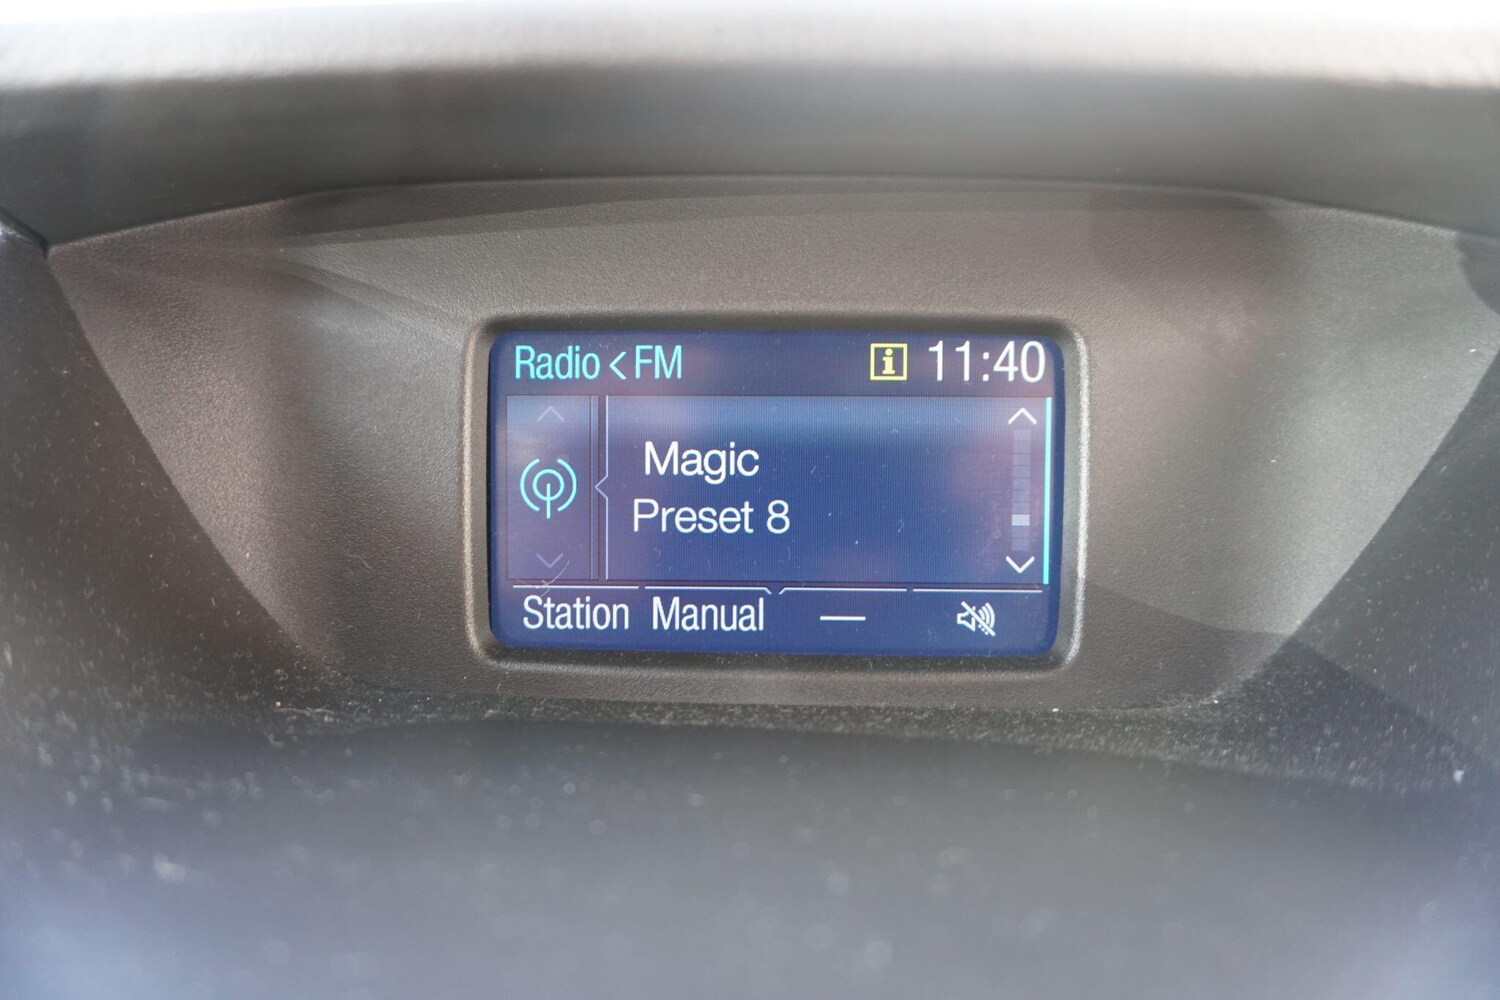 Radio < FM i 11:40
Magic
Preset 8
Station Manual —